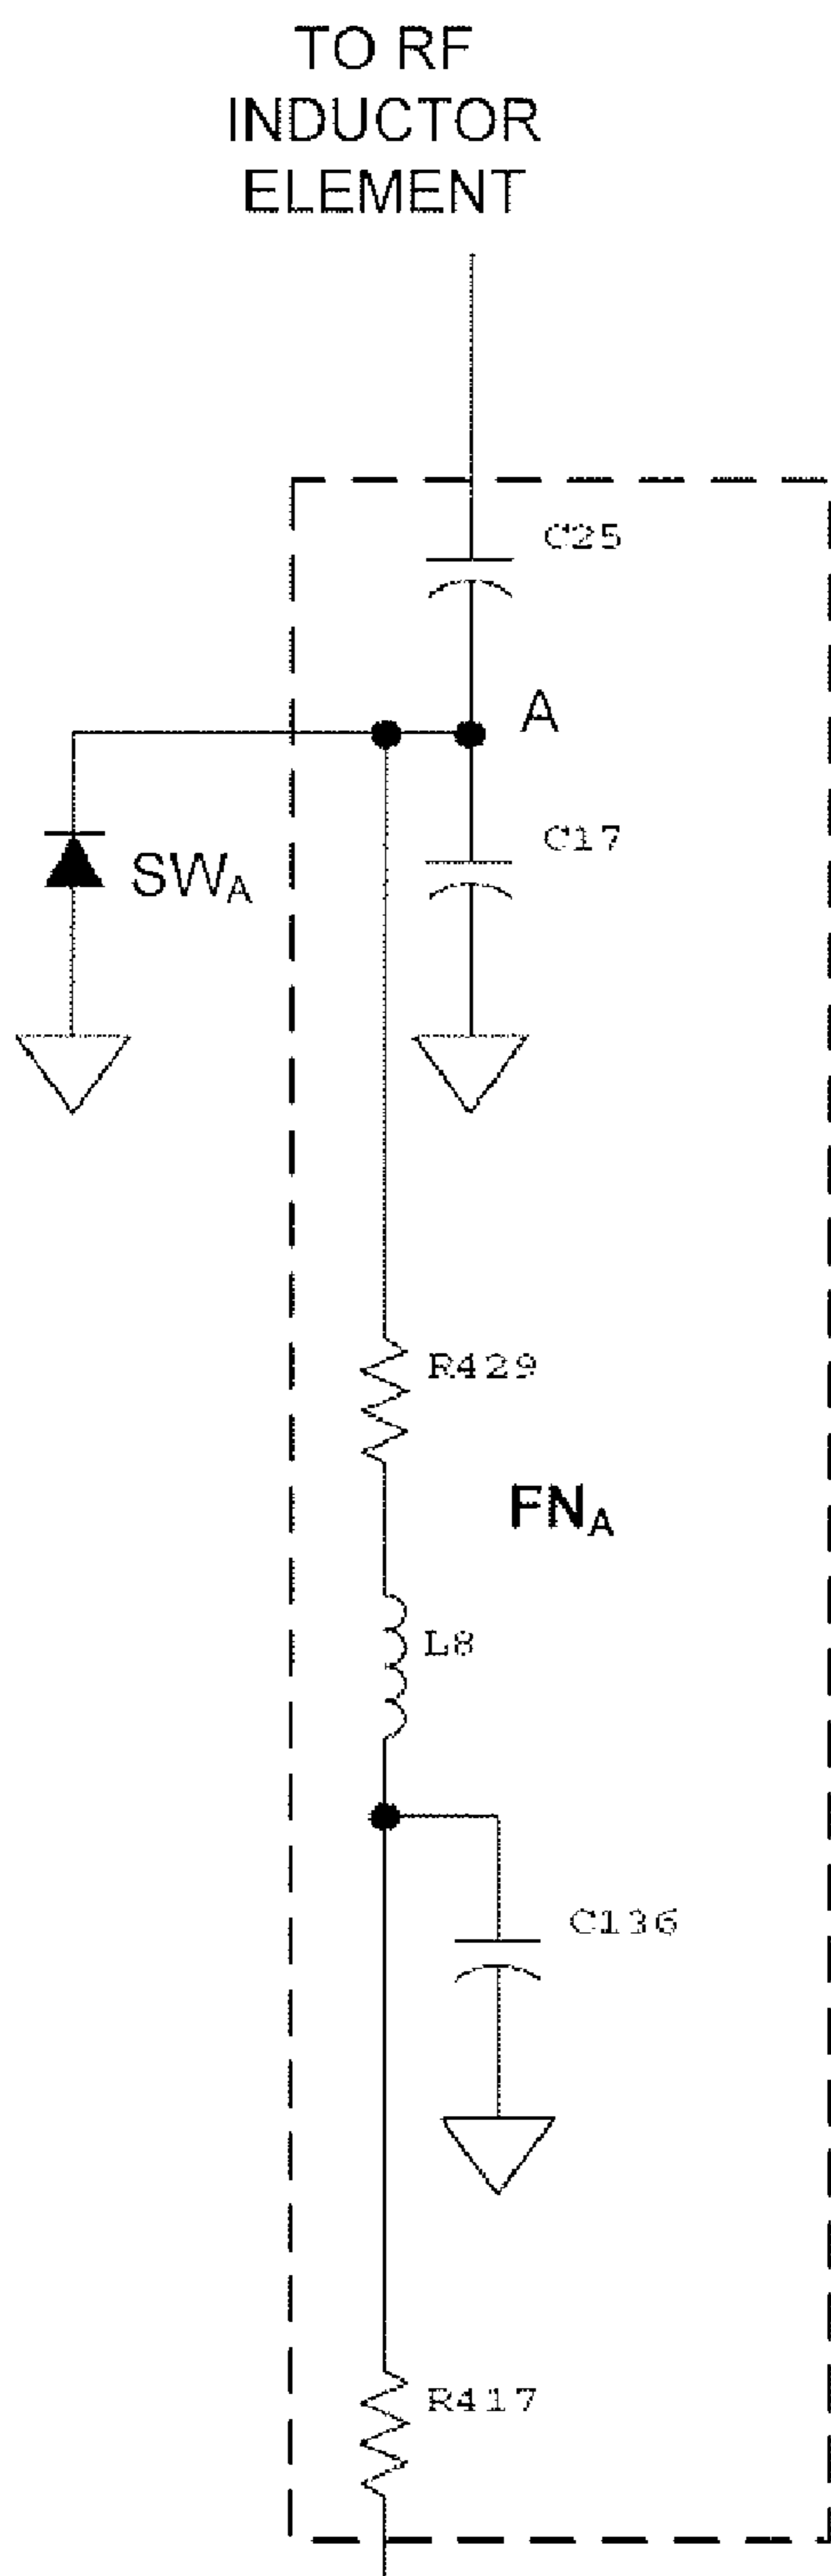 TO RF
INDUCTOR
ELEMENT
C25
A
C17
SWA
R429
FNA
L8
C136
R417